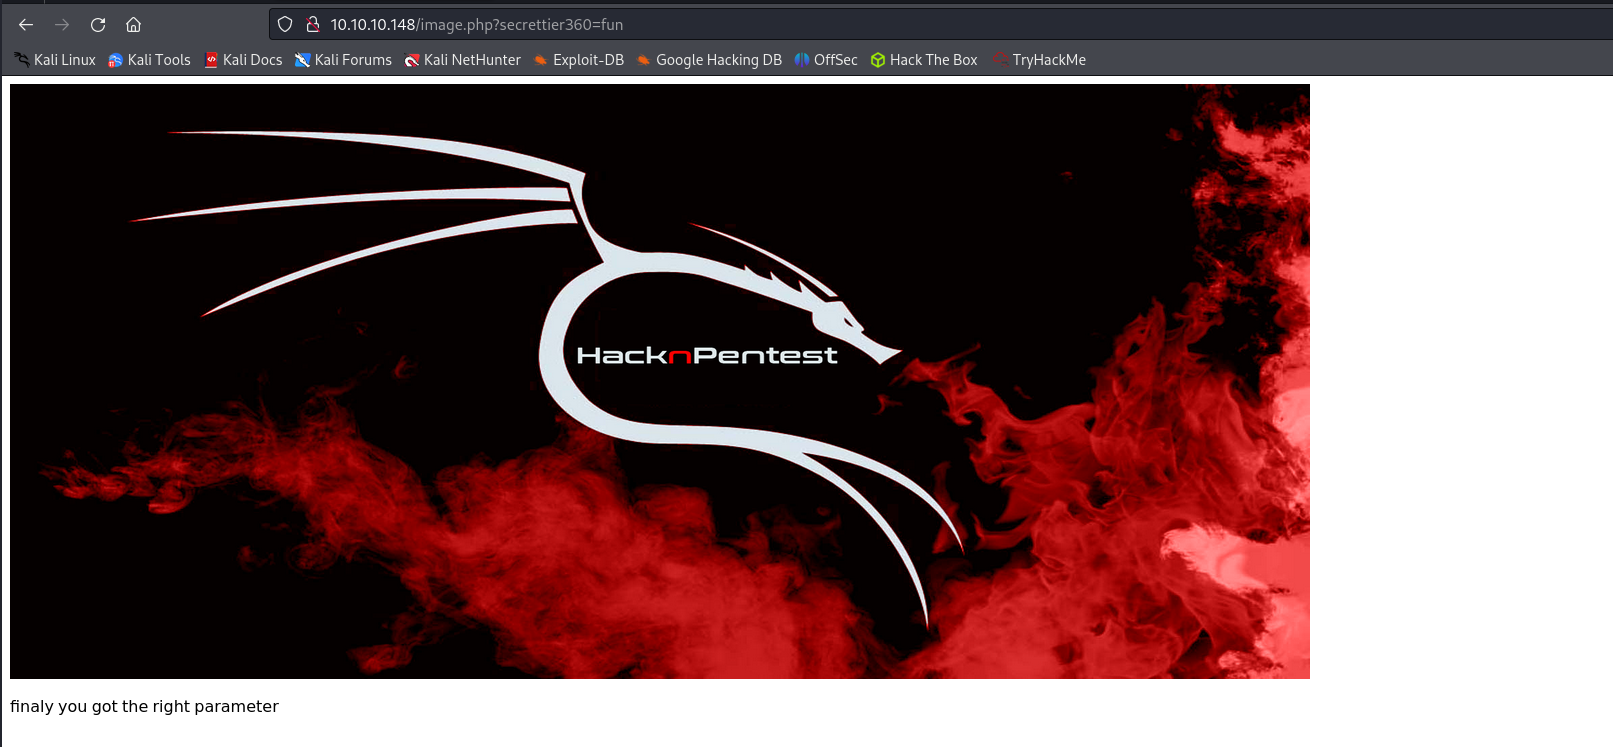 10.10.10.148/image.php?secrettier360=fun
Kali Linux Kali Tools Kali Docs Kali Forums Kali NetHunter Exploit-DB Google Hacking DB OffSec Hack The Box TryHackMe
HacknPentest
finaly you got the right parameter